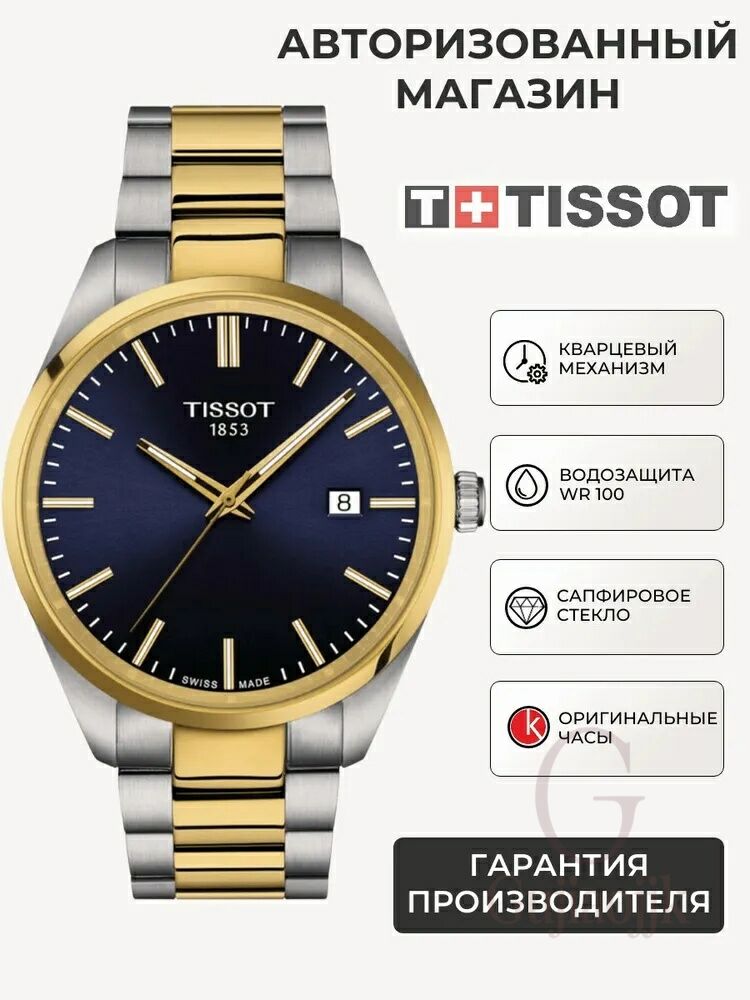 АВТОРИЗОВАННЫЙ
МАГАЗИН
T+ TISSOT
КВАРЦЕВЫЙ
МЕХАНИЗМ
TISSOT
1853
8
ВОДОЗАЩИТА
WR 100
САПФИРОВОЕ
СТЕКЛО
SWISS MADE
k
ОРИГИНАЛЬНЫЕ
ЧАСЫ
G
ГАРАНТИЯ
ПРОИЗВОДИТЕЛЯ